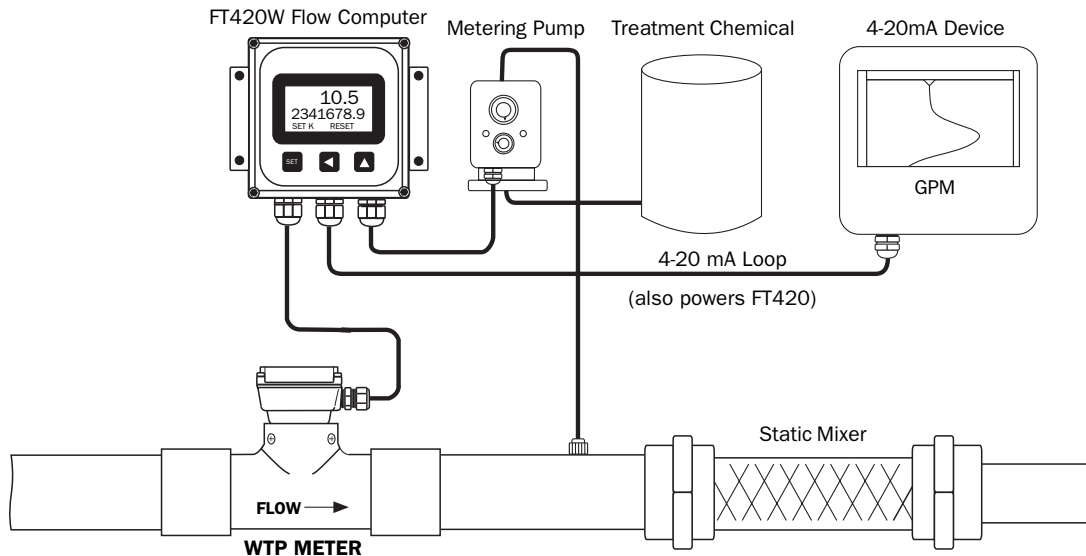 FT420W Flow Computer
Metering Pump
Treatment Chemical
4-20mA Device
10.5
2341678.9
SET K RESET
SET
GPM
4-20 mA Loop
(also powers FT420)
Static Mixer
FLOW
WTP METER